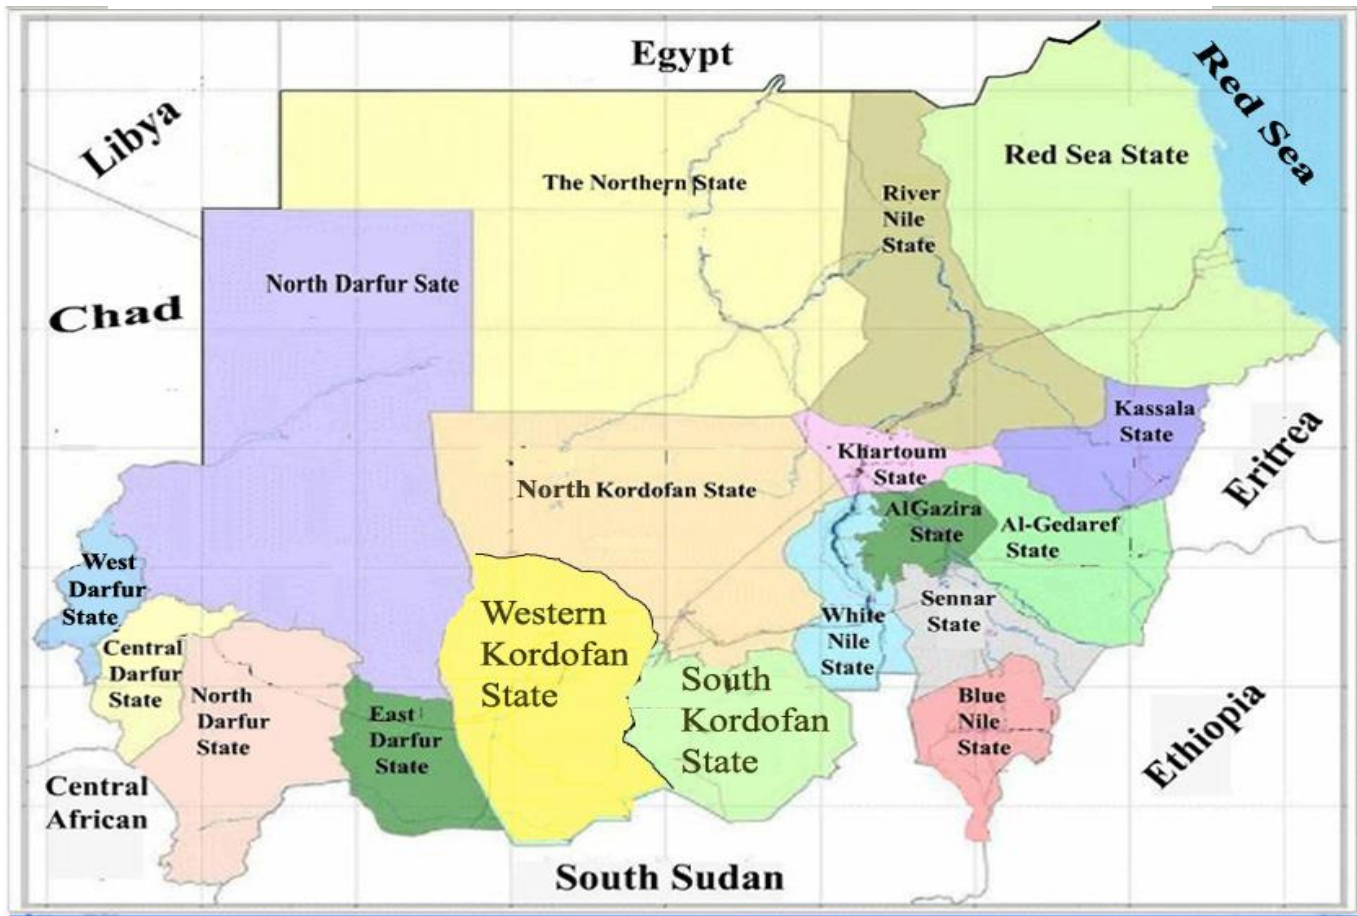 Egypt
Red Sea
Libya
Red Sea State
The Northern State
River
Nile
State
North Darfur Sate
Chad
Kassala
State
Khartoum
State
Eritrea
North Kordofan State
AlGazira
State
Al-Gedaref
State
West
Darfur
State
Western
Kordofan
State
White
Nile
State
Sennar
State
Central
Darfur
State
North
Darfur
State
South
Kordofan
State
Blue
Nile
State
East
Darfur
State
Ethiopia
Central
African
South Sudan